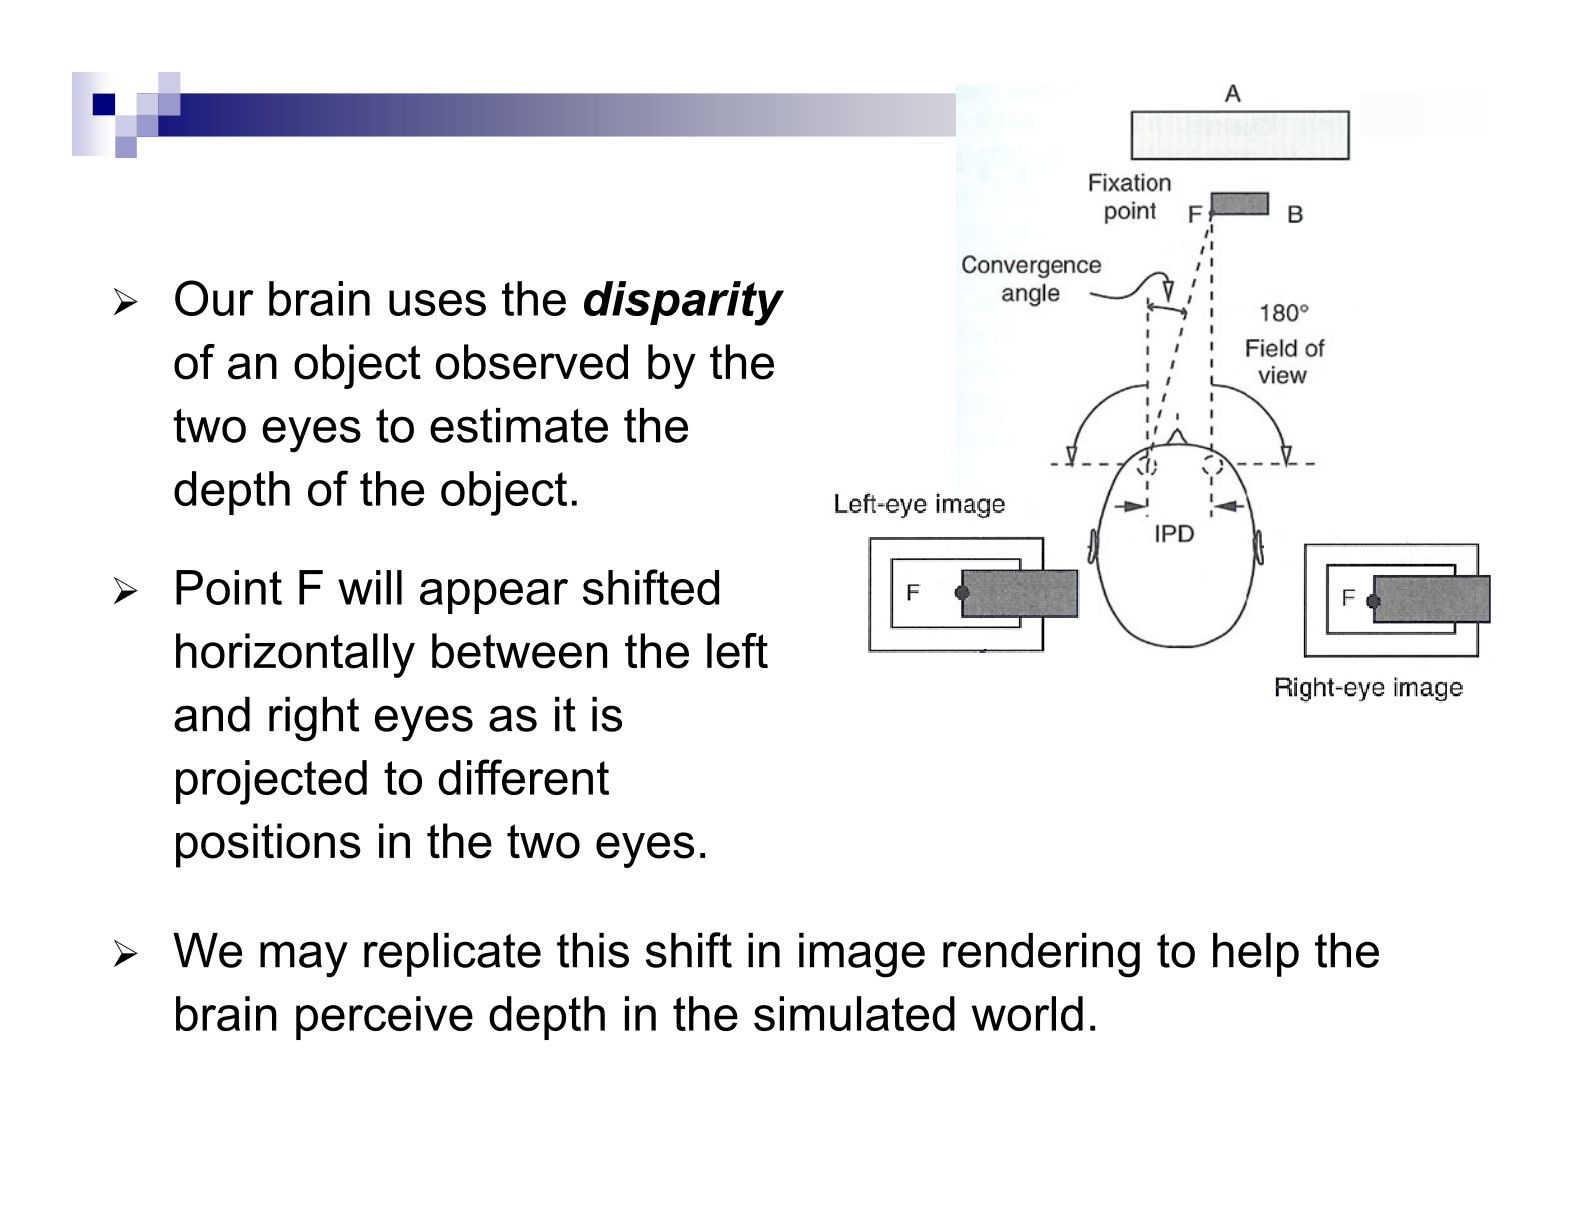 Our brain uses the disparity
of an object observed by the
two eyes to estimate the
depth of the object.
Point F will appear shifted
horizontally between the left
and right eyes as it is
projected to different
positions in the two eyes.
We may replicate this shift in image rendering to help the
brain perceive depth in the simulated world.
A
Fixation
point
F
B
Convergence
angle
180°
Field of
view
Left-eye image
IPD
F
F
Right-eye image